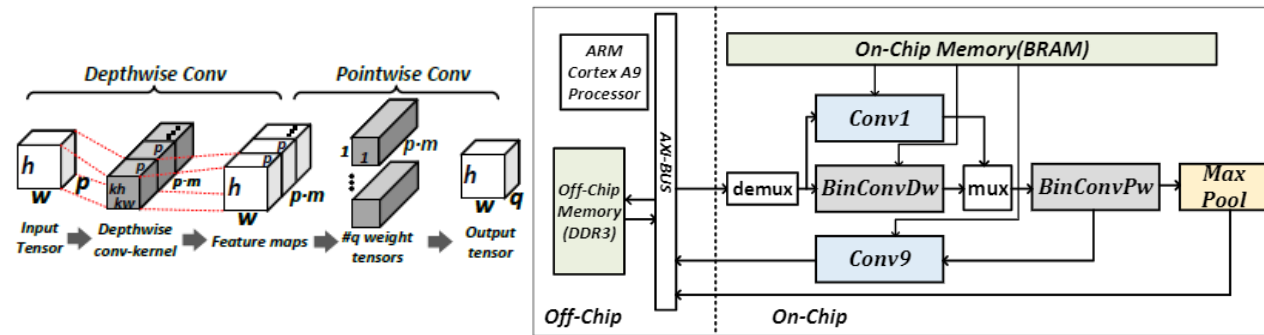 Depthwise Conv
Pointwise Conv
h
w
p
p
p
kh
kw
p·m
p
p
h
w
p·m
1
1
p·m
h
w
q
Input
Tensor
Depthwise
conv-kernel
Feature maps
#q weight
tensors
Output
tensor
ARM
Cortex A9
Processor
Off-Chip
Memory
(DDR3)
AXI-BUS
On-Chip Memory(BRAM)
Conv1
demux
BinConvDw
mux
BinConvPw
Max
Pool
Conv9
Off-Chip
On-Chip